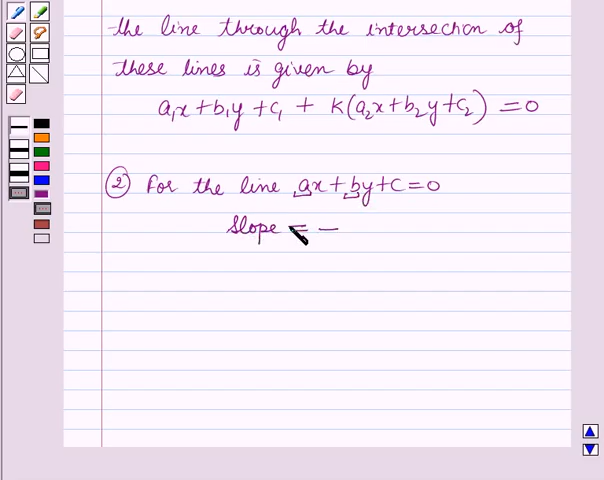 the line through the intersection of
these lines is given by
a₁x + b₁y + c₁ + k(a₂x + b₂y + c₂) = 0
② For the line ax + by + c = 0
Slope = –